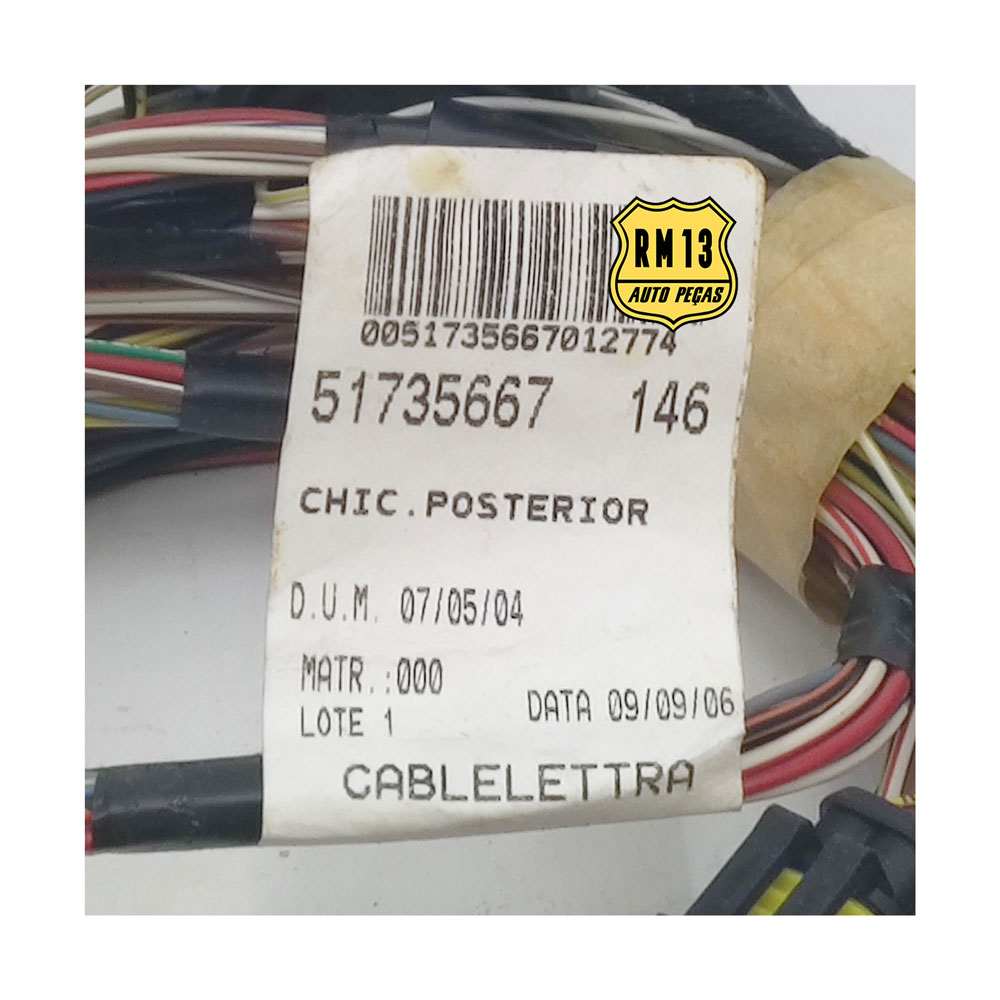 RM 13
AUTO PEÇAS
0051735667012774
51735667 146
CHIC.POSTERIOR
D.U.M. 07/05/04
MATR.:000
LOTE 1 DATA 09/09/06
CABLELETTRA